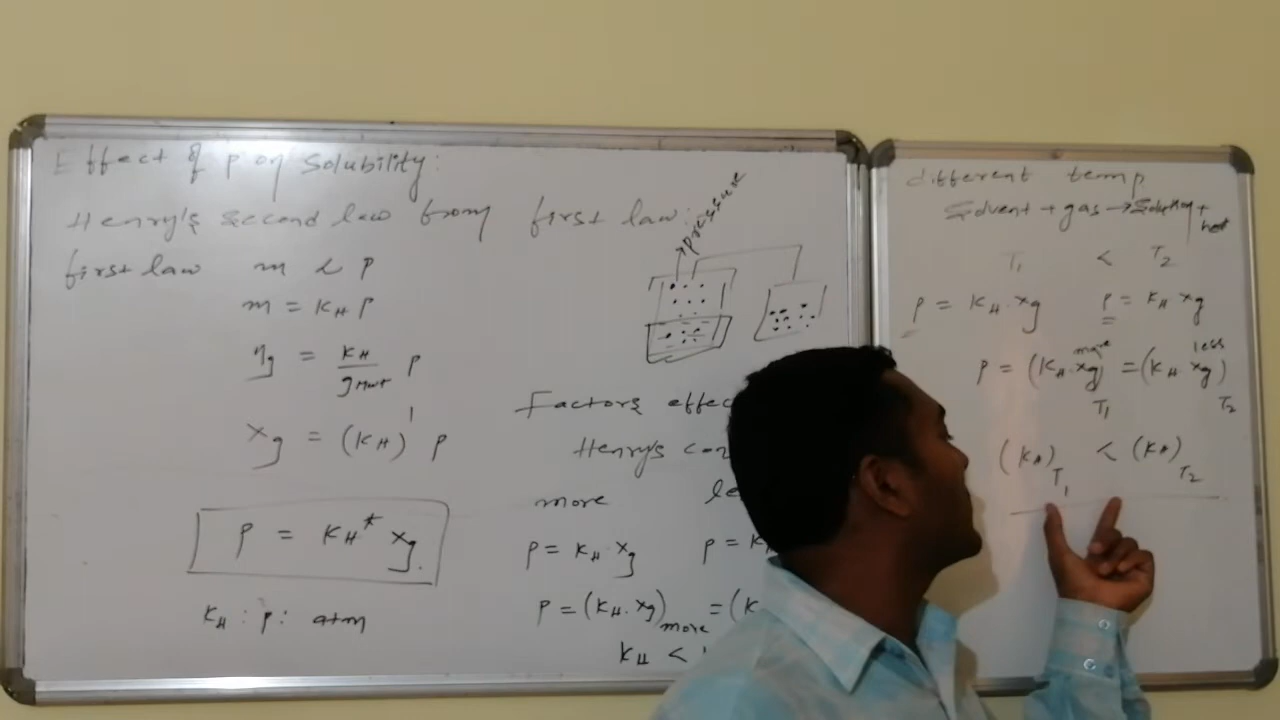 Effect of P on Solubility:
Henry's Second law from first law:
first law m α P
m = KH P
ηg = KH / gMwt P
xg = (KH)' P
P = KH* xg.
KH : P : atm
pressure
Factors effec
Henry's con
more le
P = KH · xg P = K
P = (KH · xg)more = (K
KH <
different temp
Solvent + gas → Solution + heat
T1 < T2
P = KH · xg P = KH xg
more less
P = (KH · xg)T1 = (KH · xg)T2
(KH)T1 < (KH)T2